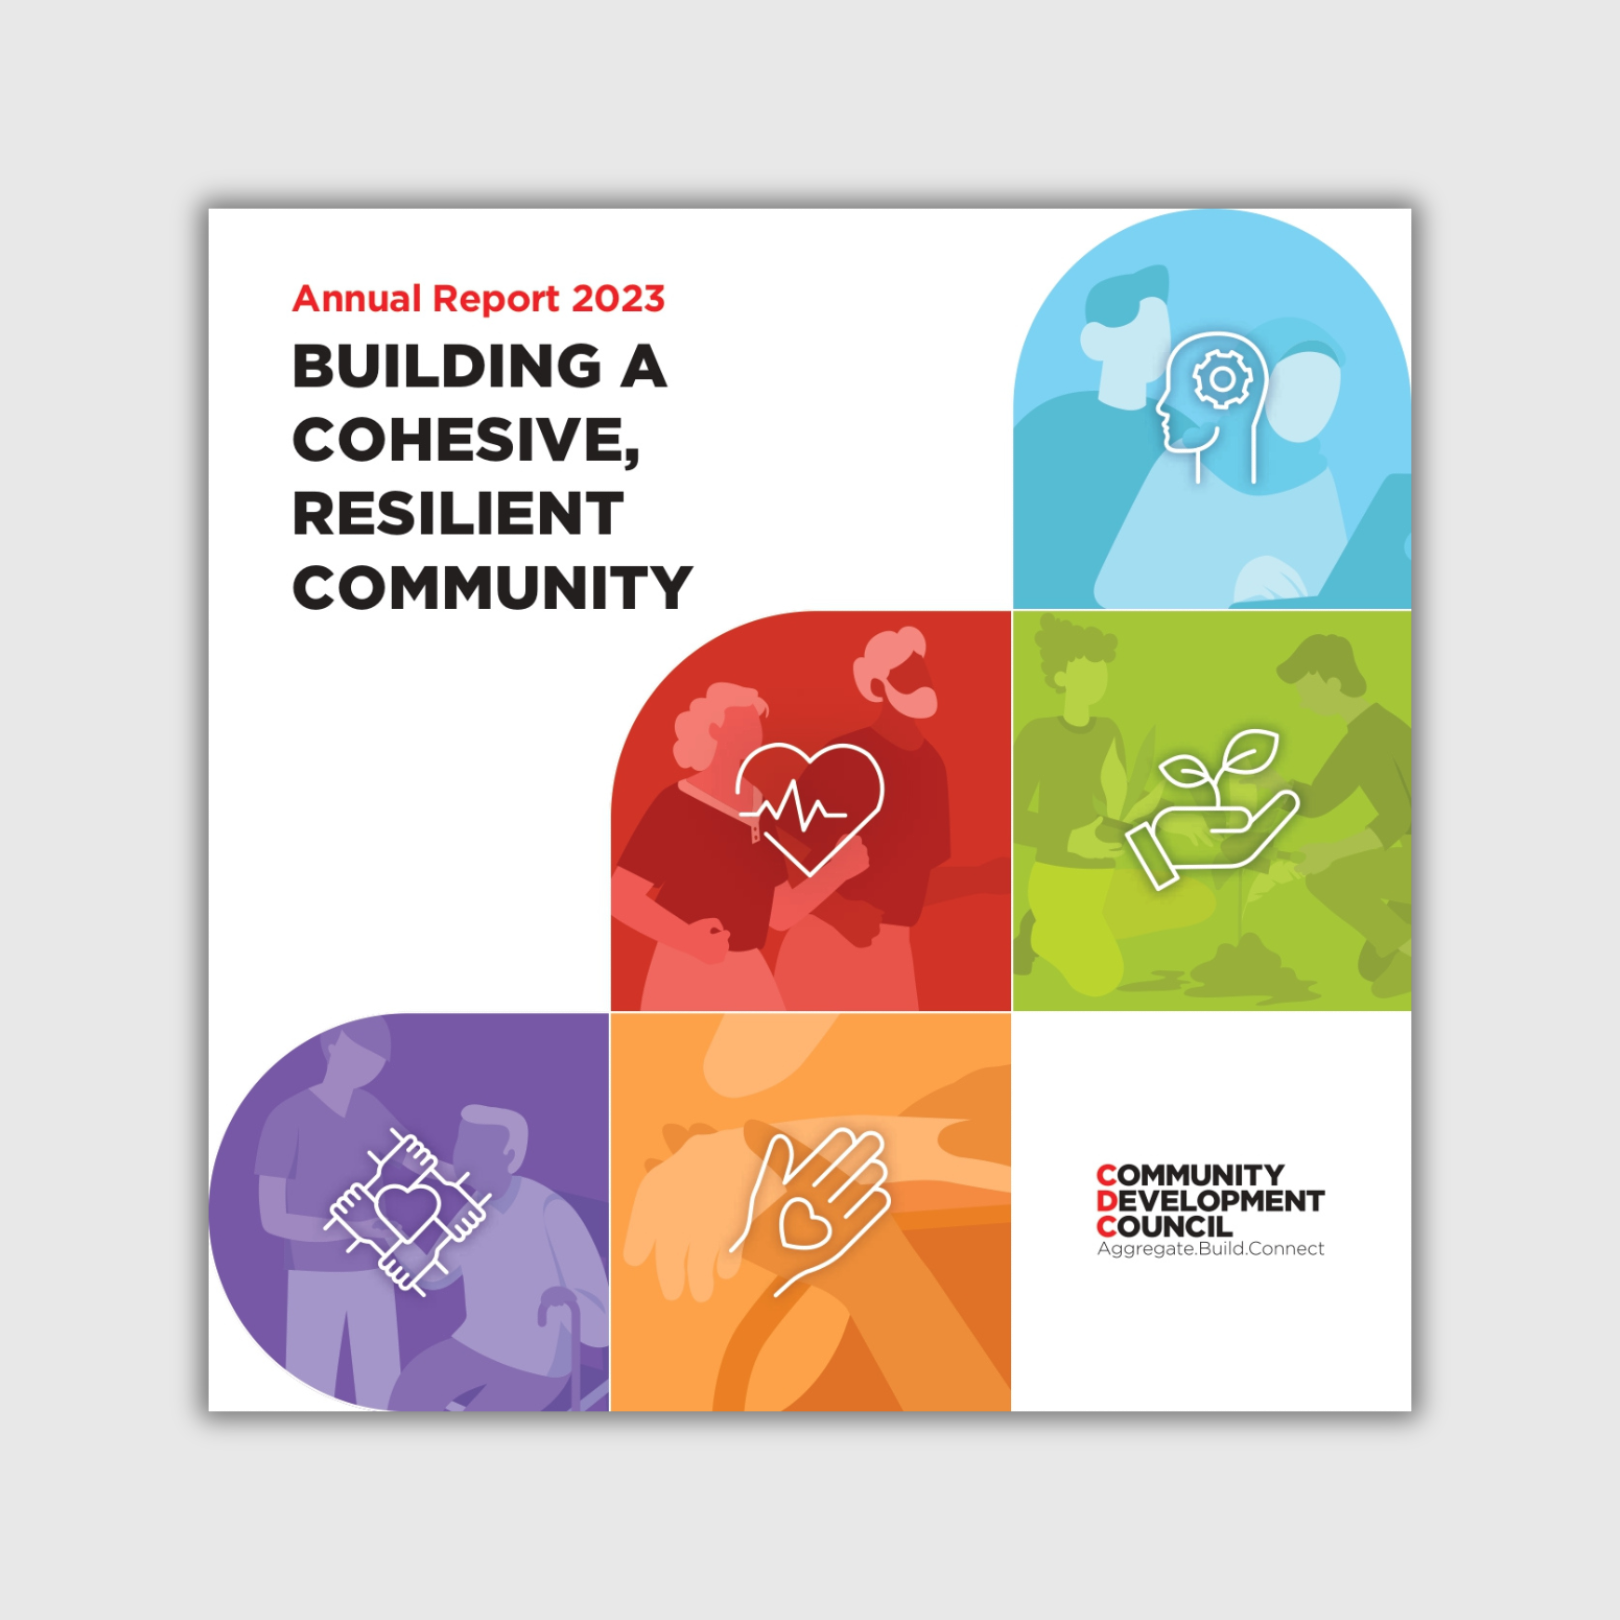 Annual Report 2023
BUILDING A
COHESIVE,
RESILIENT
COMMUNITY
COMMUNITY
DEVELOPMENT
COUNCIL
Aggregate.Build.Connect